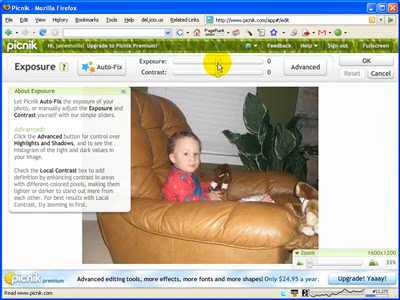 Picnik - Mozilla Firefox
File Edit View History Bookmarks Tools Help del.icio.us Related Links http://www.picnik.com/app#/edit
picnik Hi, Upgrade to Picnik Premium! Feedback Help Sign Out Fullscreen
Exposure ? Auto-Fix Exposure: 0 Advanced OK
Contrast: 0 Reset Cancel
About Exposure
Let Picnik Auto-Fix the exposure of your
photo, or manually adjust the Exposure and
Contrast yourself with our simple sliders.
Advanced:
Click the Advanced button for control over
Highlights and Shadows, and to see the
Histogram of the light and dark values in
your image.
Check the Local Contrast box to add
definition by enhancing contrast in areas
with different-colored pixels, making them
lighter or darker to stand out more from
each other. For best results with Local
Contrast, try zooming in first.
Zoom 1600x1200
33%
picnik premium Advanced editing tools, more effects, more fonts and more shapes! Only $24.95 a year. Upgrade! Yaaay!
Read www.picnik.com